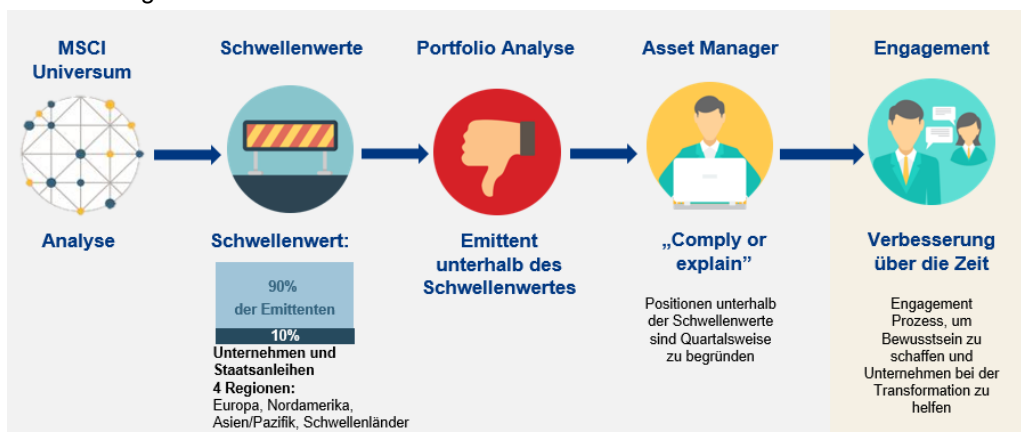 MSCI
Universum
Analyse
Schwellenwerte
Schwellenwert:
90%
der Emittenten
10%
Unternehmen und
Staatsanleihen
4 Regionen:
Europa, Nordamerika,
Asien/Pazifik, Schwellenländer
Portfolio Analyse
Emittent
unterhalb des
Schwellenwertes
Asset Manager
„Comply or
explain”
Positionen unterhalb
der Schwellenwerte
sind Quartalsweise
zu begründen
Engagement
Verbesserung
über die Zeit
Engagement
Prozess, um
Bewusstsein zu
schaffen und
Unternehmen bei der
Transformation zu
helfen